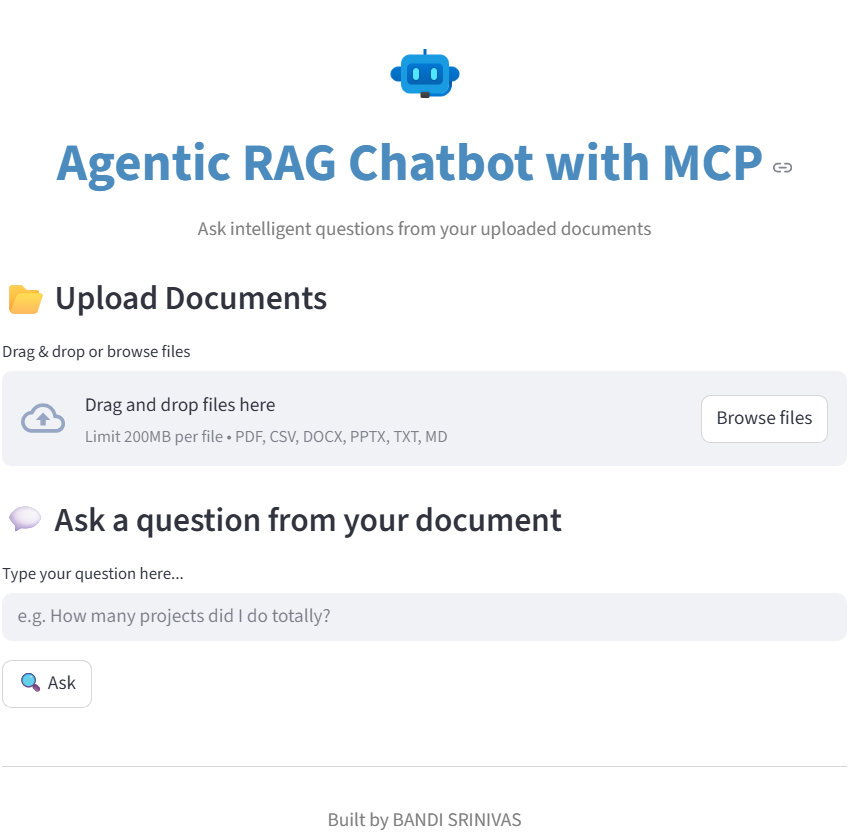 Agentic RAG Chatbot with MCP
Ask intelligent questions from your uploaded documents
Upload Documents
Drag & drop or browse files
Drag and drop files here
Limit 200MB per file • PDF, CSV, DOCX, PPTX, TXT, MD
Browse files
Ask a question from your document
Type your question here...
e.g. How many projects did I do totally?
Ask
Built by BANDI SRINIVAS